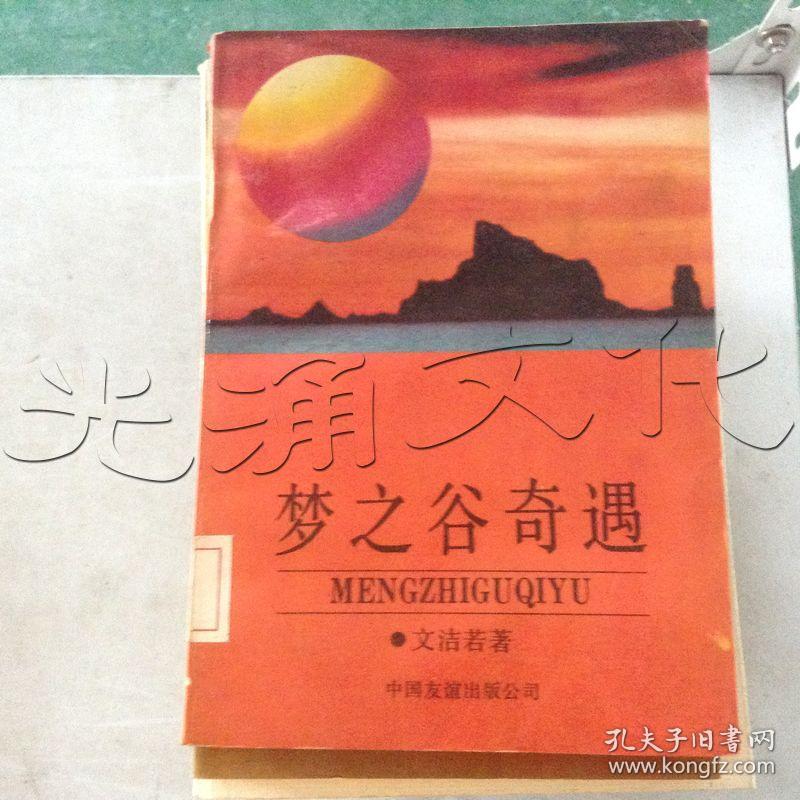 光涌文化
梦之谷奇遇
MENGZHIGUQIYU
●文洁若著
中国友谊出版公司
孔夫子旧書网
www.kongfz.com